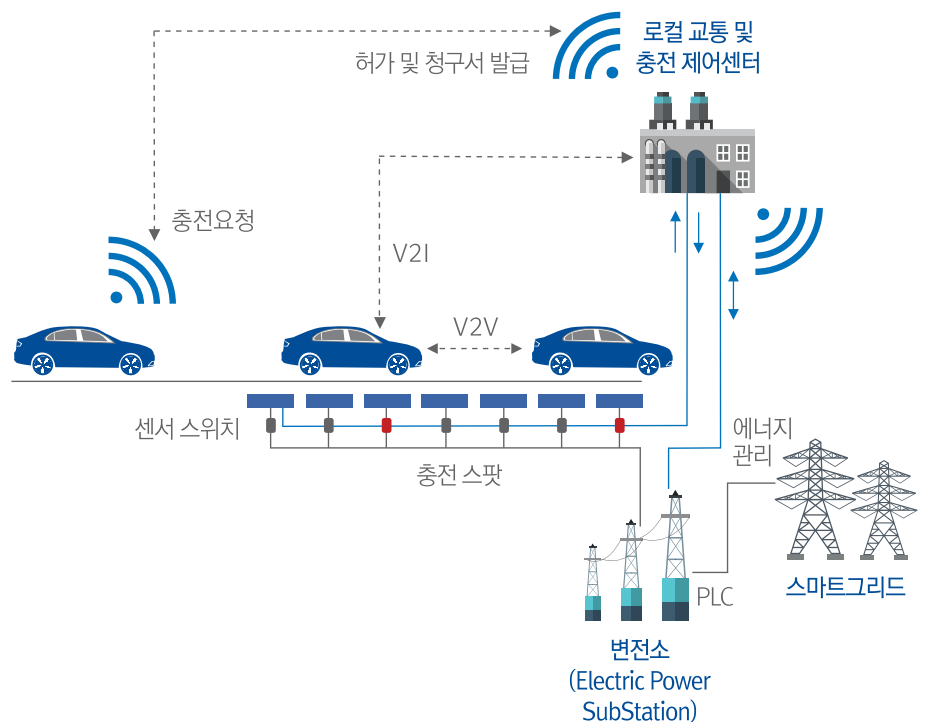 로컬 교통 및
충전 제어센터
허가 및 청구서 발급
충전요청
V2I
V2V
센서 스위치
충전 스팟
에너지
관리
PLC
스마트그리드
변전소
(Electric Power
SubStation)